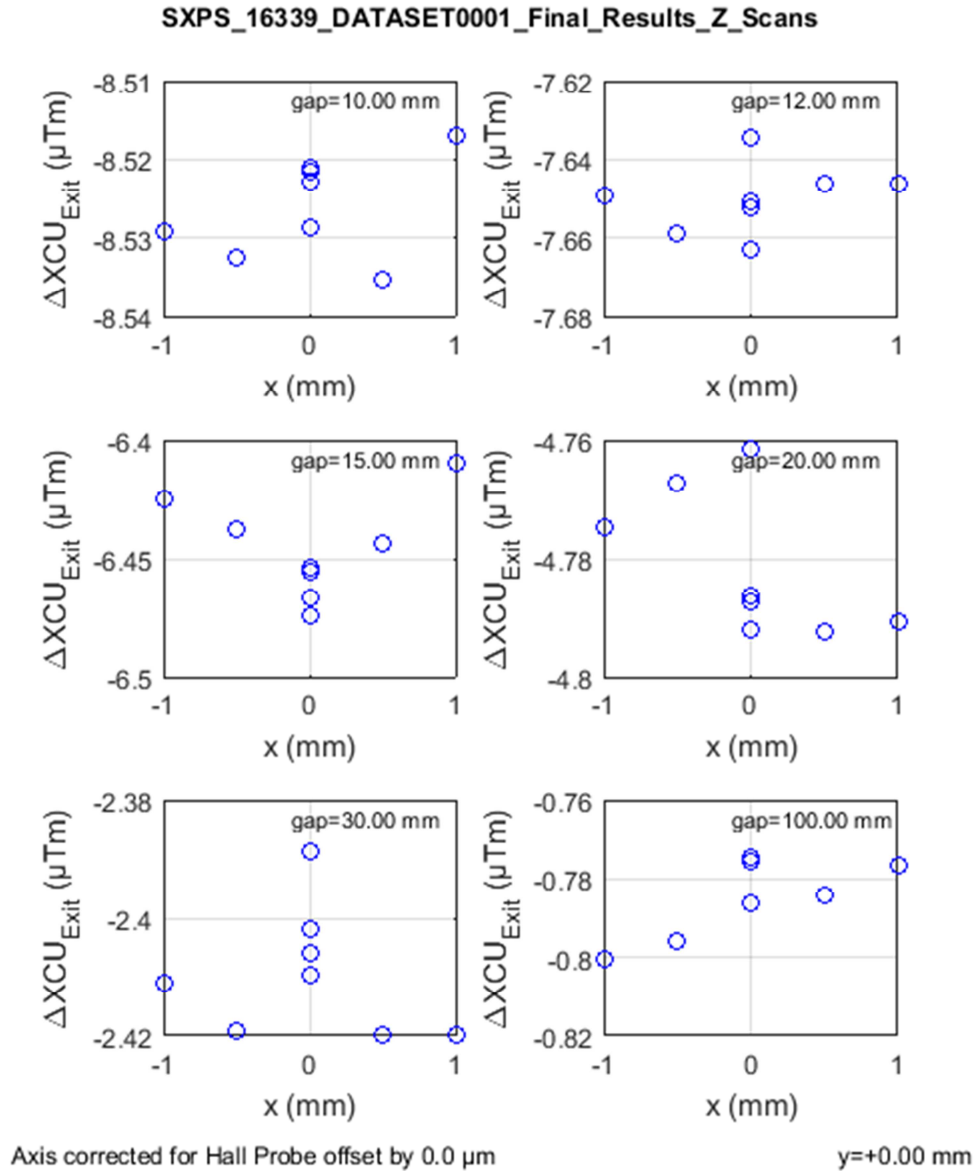 SXPS_16339_DATASET0001_Final_Results_Z_Scans
gap=10.00 mm
ΔXCU_Exit (µTm)
-8.51
-8.52
-8.53
-8.54
-1 0 1
x (mm)
gap=12.00 mm
ΔXCU_Exit (µTm)
-7.62
-7.64
-7.66
-7.68
-1 0 1
x (mm)
gap=15.00 mm
ΔXCU_Exit (µTm)
-6.4
-6.45
-6.5
-1 0 1
x (mm)
gap=20.00 mm
ΔXCU_Exit (µTm)
-4.76
-4.78
-4.8
-1 0 1
x (mm)
gap=30.00 mm
ΔXCU_Exit (µTm)
-2.38
-2.4
-2.42
-1 0 1
x (mm)
gap=100.00 mm
ΔXCU_Exit (µTm)
-0.76
-0.78
-0.8
-0.82
-1 0 1
x (mm)
Axis corrected for Hall Probe offset by 0.0 µm
y=+0.00 mm